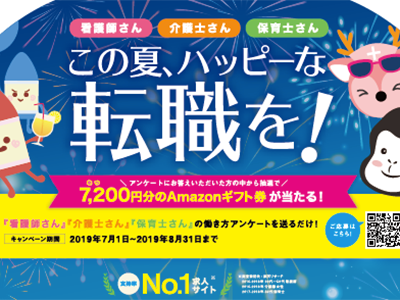 看護師さん 介護士さん 保育士さん
この夏、ハッピーな
転職を!
アンケートにお答えいただいた方の中から抽選で
7,200円分のAmazonギフト券が当たる!
『看護師さん』『介護士さん』『保育士さん』の働き方アンケートを送るだけ!
キャンペーン期間 2019年7月1日~2019年8月31日まで
ご応募は
こちら!
No.1 求人
サイト